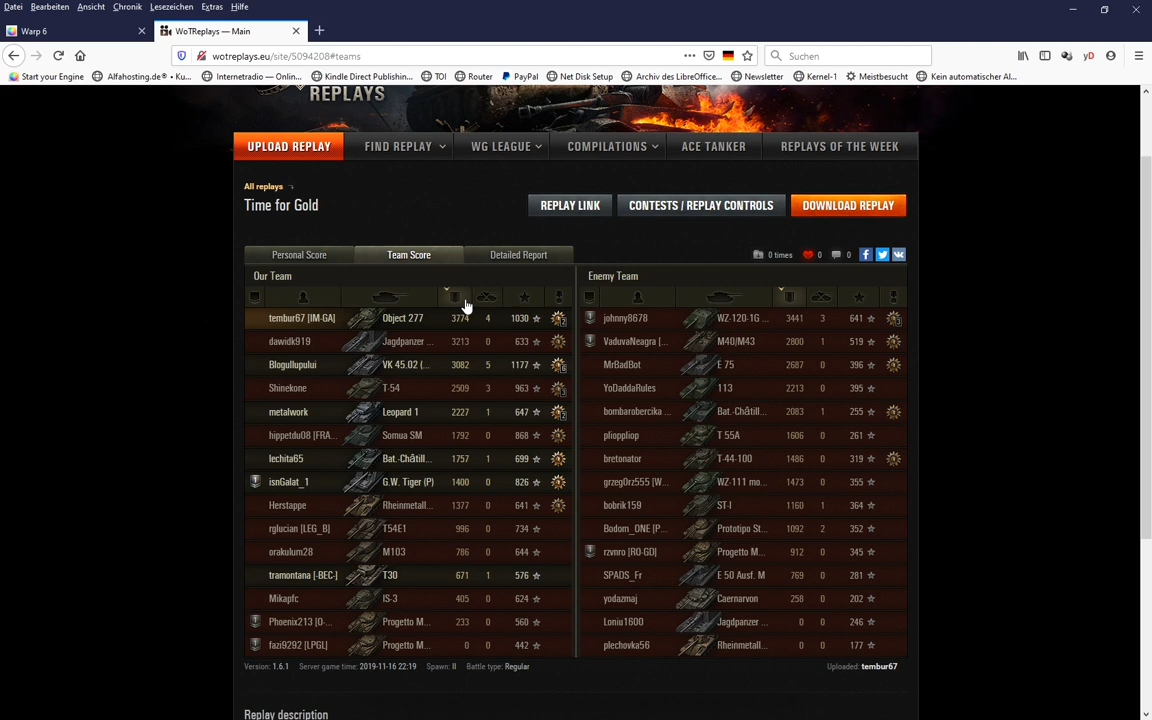 Datei Bearbeiten Ansicht Chronik Lesezeichen Extras Hilfe
Warp 6
WoTReplays — Main
wotreplays.eu/site/5094208#teams
Suchen
Start your Engine Alfahosting.de® • Ku... Internetradio — Onlin... Kindle Direct Publishin... TOI Router PayPal Net Disk Setup Archiv des LibreOffice... Newsletter Kernel-1 Meistbesucht Kein automatischer Al...
REPLAYS
UPLOAD REPLAY FIND REPLAY WG LEAGUE COMPILATIONS ACE TANKER REPLAYS OF THE WEEK
All replays
Time for Gold
REPLAY LINK CONTESTS / REPLAY CONTROLS DOWNLOAD REPLAY
Personal Score Team Score Detailed Report 0 times 0 0
Our Team Enemy Team
tembur67 [IM-GA] Object 277 3774 4 1030 2 johnny8678 WZ-120-1G ... 3441 3 641 3
dawidk919 Jagdpanzer ... 3213 0 633 VaduvaNeagra [... M40/M43 2800 1 519
Blogullupului VK 45.02 (... 3082 5 1177 6 MrBadBot E 75 2687 0 396
Shinekone T-54 2509 3 963 3 YoDaddaRules 113 2213 0 395
metalwork Leopard 1 2227 1 647 2 bombarobercika ... Bat.-Châtill... 2083 1 255
hippetdu08 [FRA... Somua SM 1792 0 868 plioppliop T 55A 1606 0 261
lechita65 Bat.-Châtill... 1757 1 699 bretonator T-44-100 1486 0 319
isnGalat_1 G.W. Tiger (P) 1400 0 826 grzeg0rz555 [W... WZ-111 mo... 1473 0 355
Herstappe Rheinmetall... 1377 0 641 bobrik159 ST-I 1160 1 364
rglucian [LEG_B] T54E1 996 0 734 Bodom_ONE [P... Prototipo St... 1092 2 352
orakulum28 M103 786 0 644 rzvnro [RO-GD] Progetto M... 912 0 345
tramontana [-BEC-] T30 671 1 576 SPADS_Fr E 50 Ausf. M 769 0 281
Mikapfc IS-3 405 0 624 yodazmaj Caernarvon 258 0 202
Phoenix213 [O-... Progetto M... 233 0 560 Loniu1600 Jagdpanzer ... 0 0 246
fazi9292 [LPGL] Progetto M... 0 0 442 plechovka56 Rheinmetall... 0 0 177
Version: 1.6.1 Server game time: 2019-11-16 22:19 Spawn: II Battle type: Regular Uploaded: tembur67
Replay description